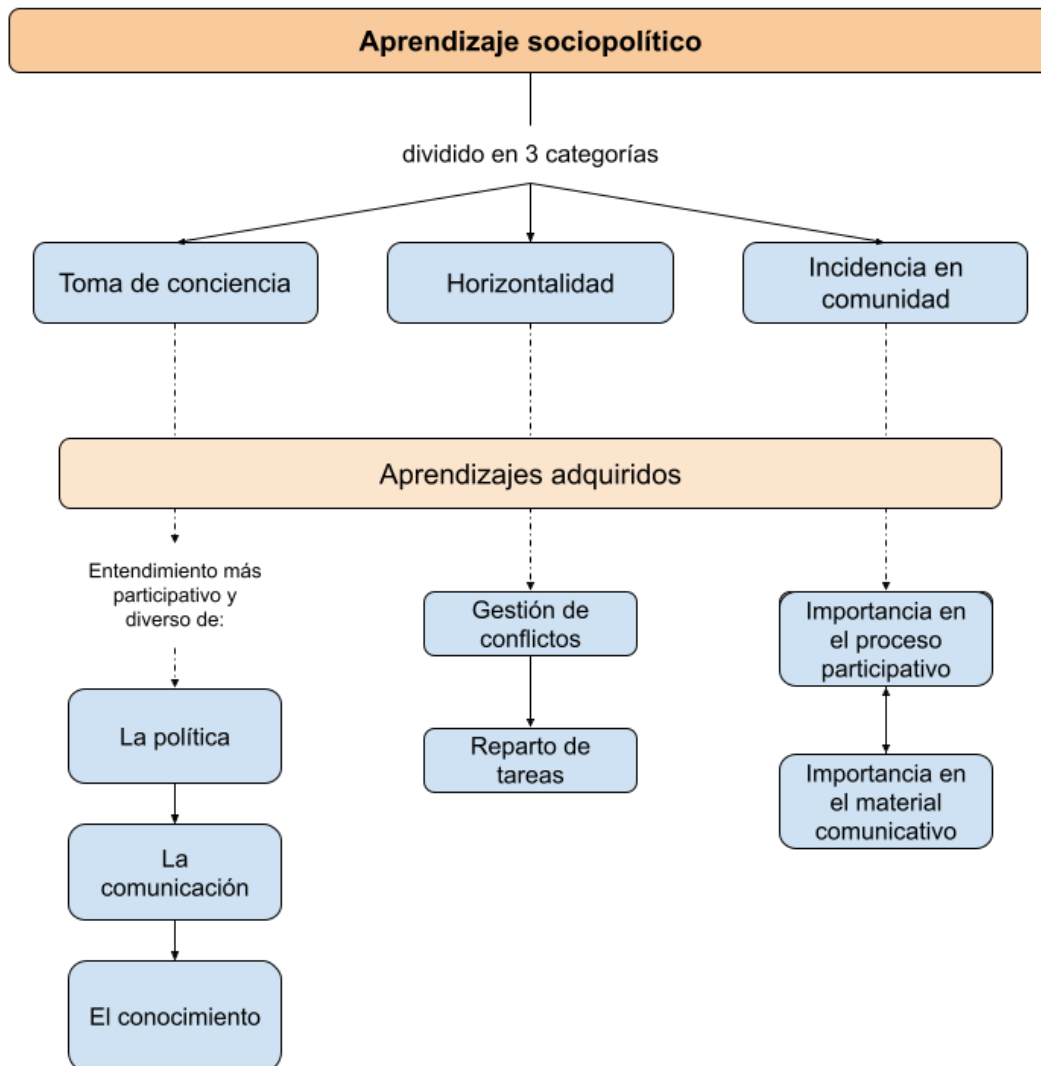 Aprendizaje sociopolítico
dividido en 3 categorías
Toma de conciencia
Horizontalidad
Incidencia en
comunidad
Aprendizajes adquiridos
Entendimiento más
participativo y
diverso de:
La política
La
comunicación
El conocimiento
Gestión de
conflictos
Reparto de
tareas
Importancia en
el proceso
participativo
Importancia en
el material
comunicativo